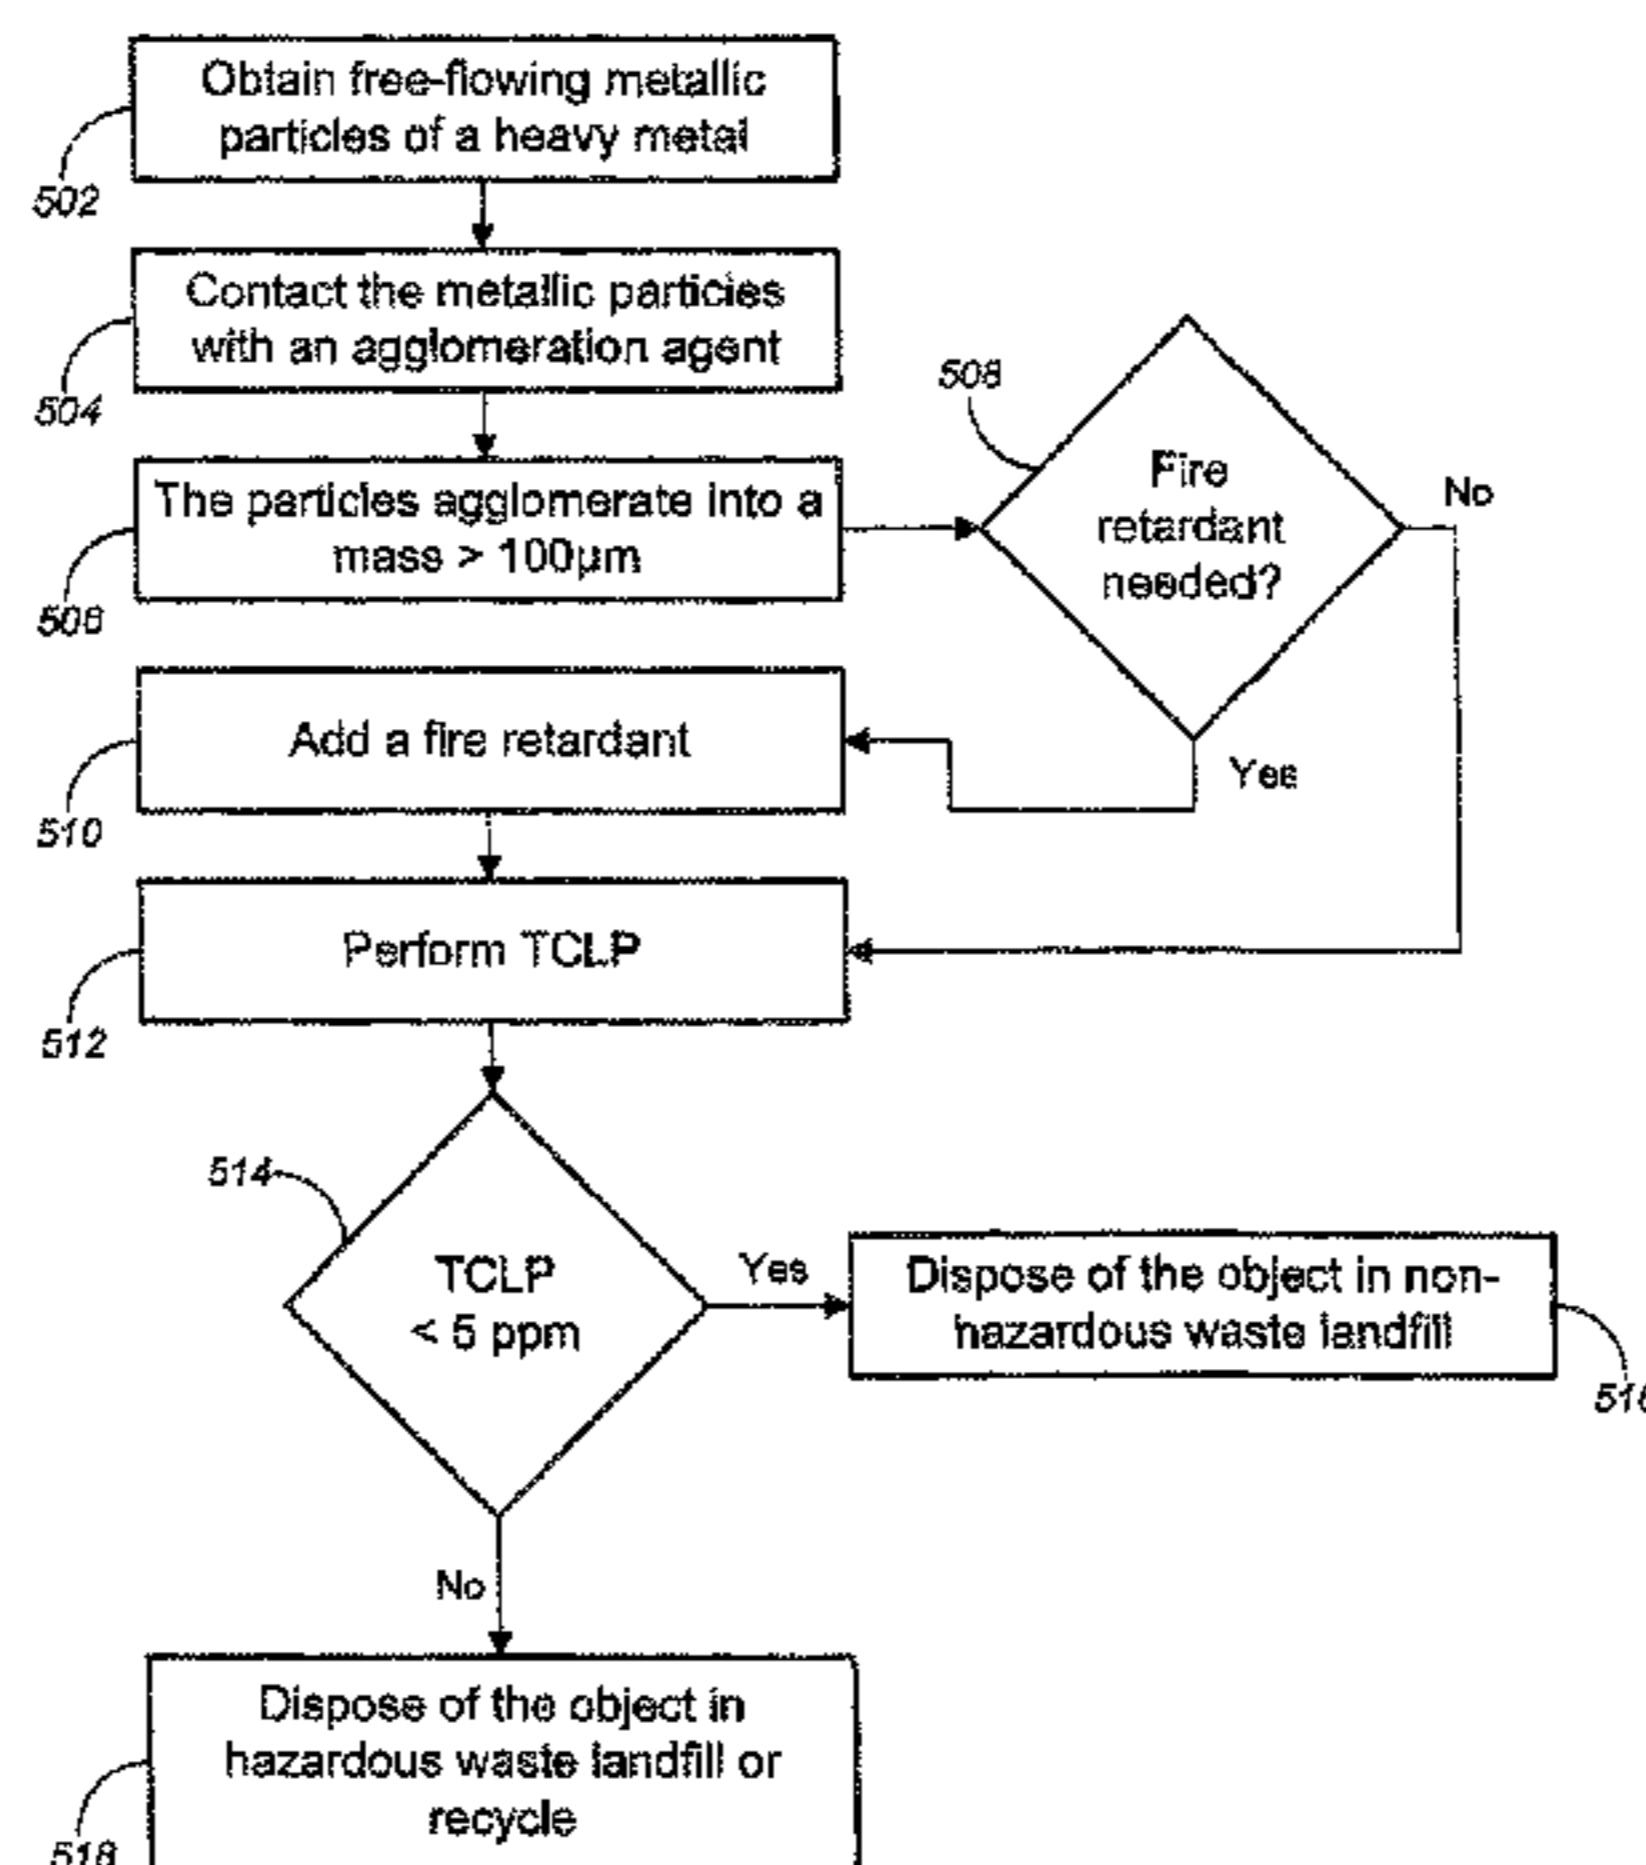 Obtain free-flowing metallic
particles of a heavy metal
502
Contact the metallic particles
with an agglomeration agent
504
The particles agglomerate into a
mass > 100µm
506
508
Fire
retardant
needed?
No
Yes
Add a fire retardant
510
Perform TCLP
512
514
TCLP
< 5 ppm
Yes
Dispose of the object in non-
hazardous waste landfill
516
No
Dispose of the object in
hazardous waste landfill or
recycle
518